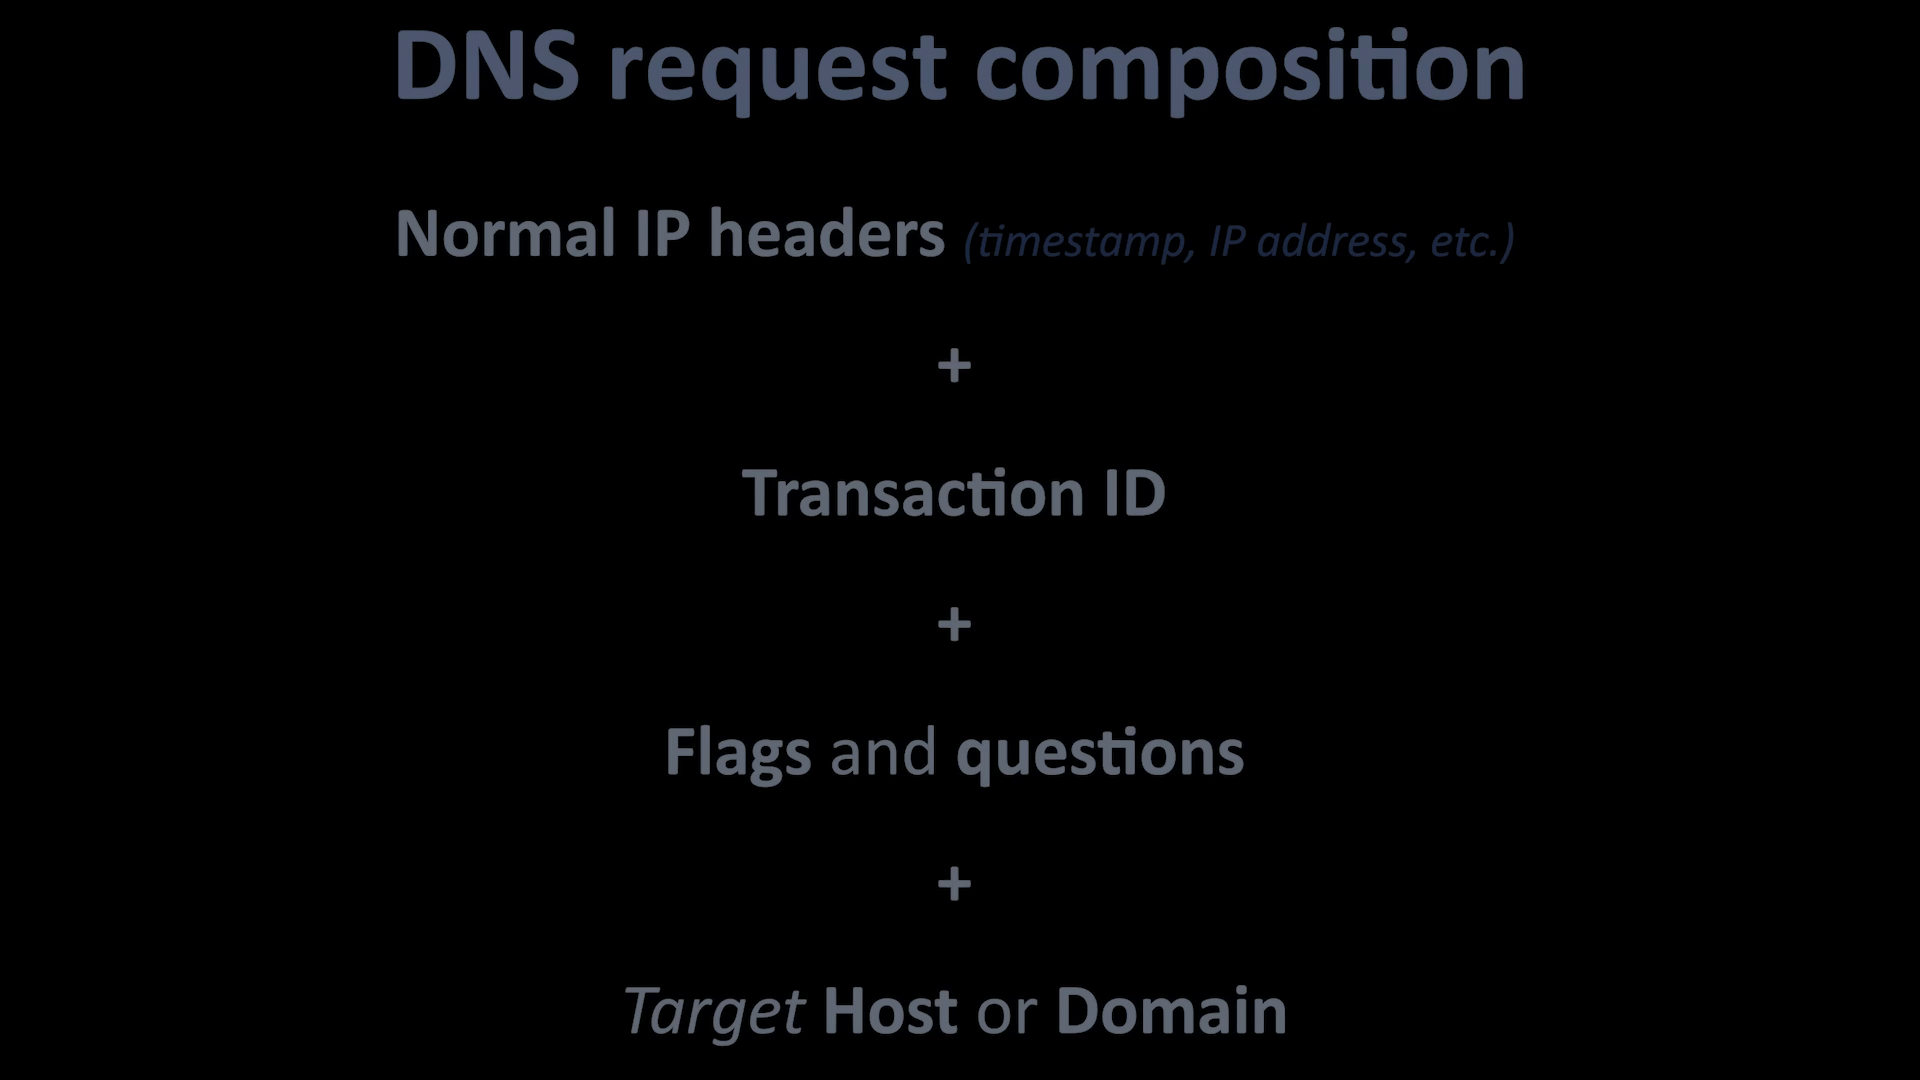 DNS request composition
Normal IP headers (timestamp, IP address, etc.)
+
Transaction ID
+
Flags and questions
+
Target Host or Domain